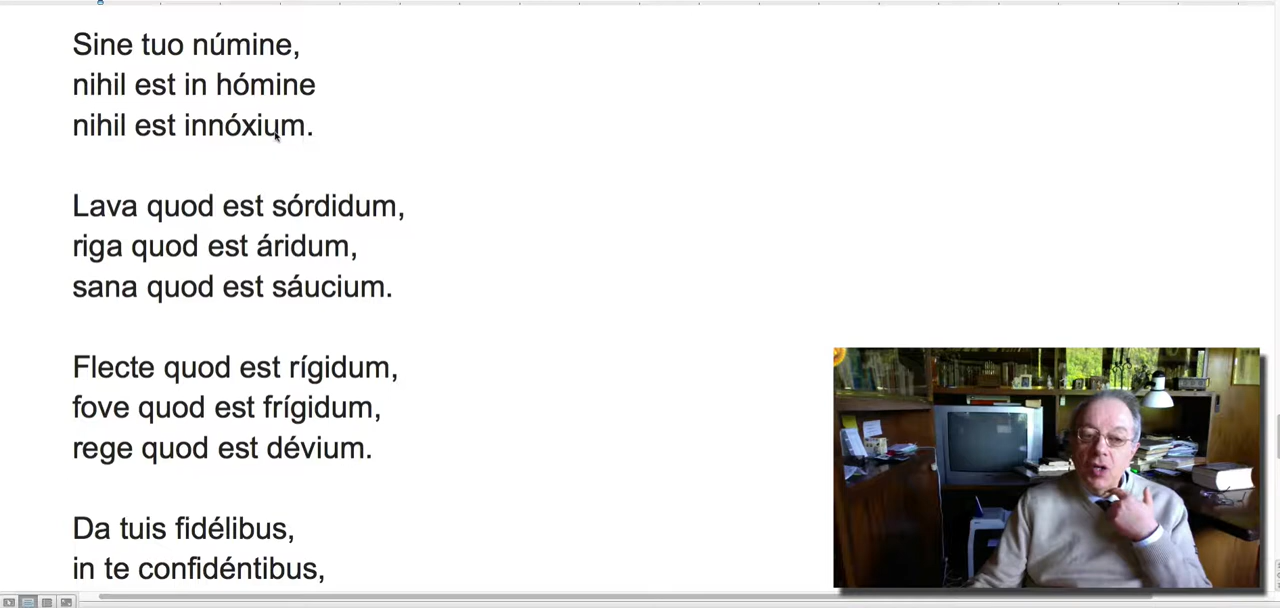 Sine tuo númine,
nihil est in hómine
nihil est innóxium.
Lava quod est sórdidum,
riga quod est áridum,
sana quod est sáucium.
Flecte quod est rígidum,
fove quod est frígidum,
rege quod est dévium.
Da tuis fidélibus,
in te confidéntibus,